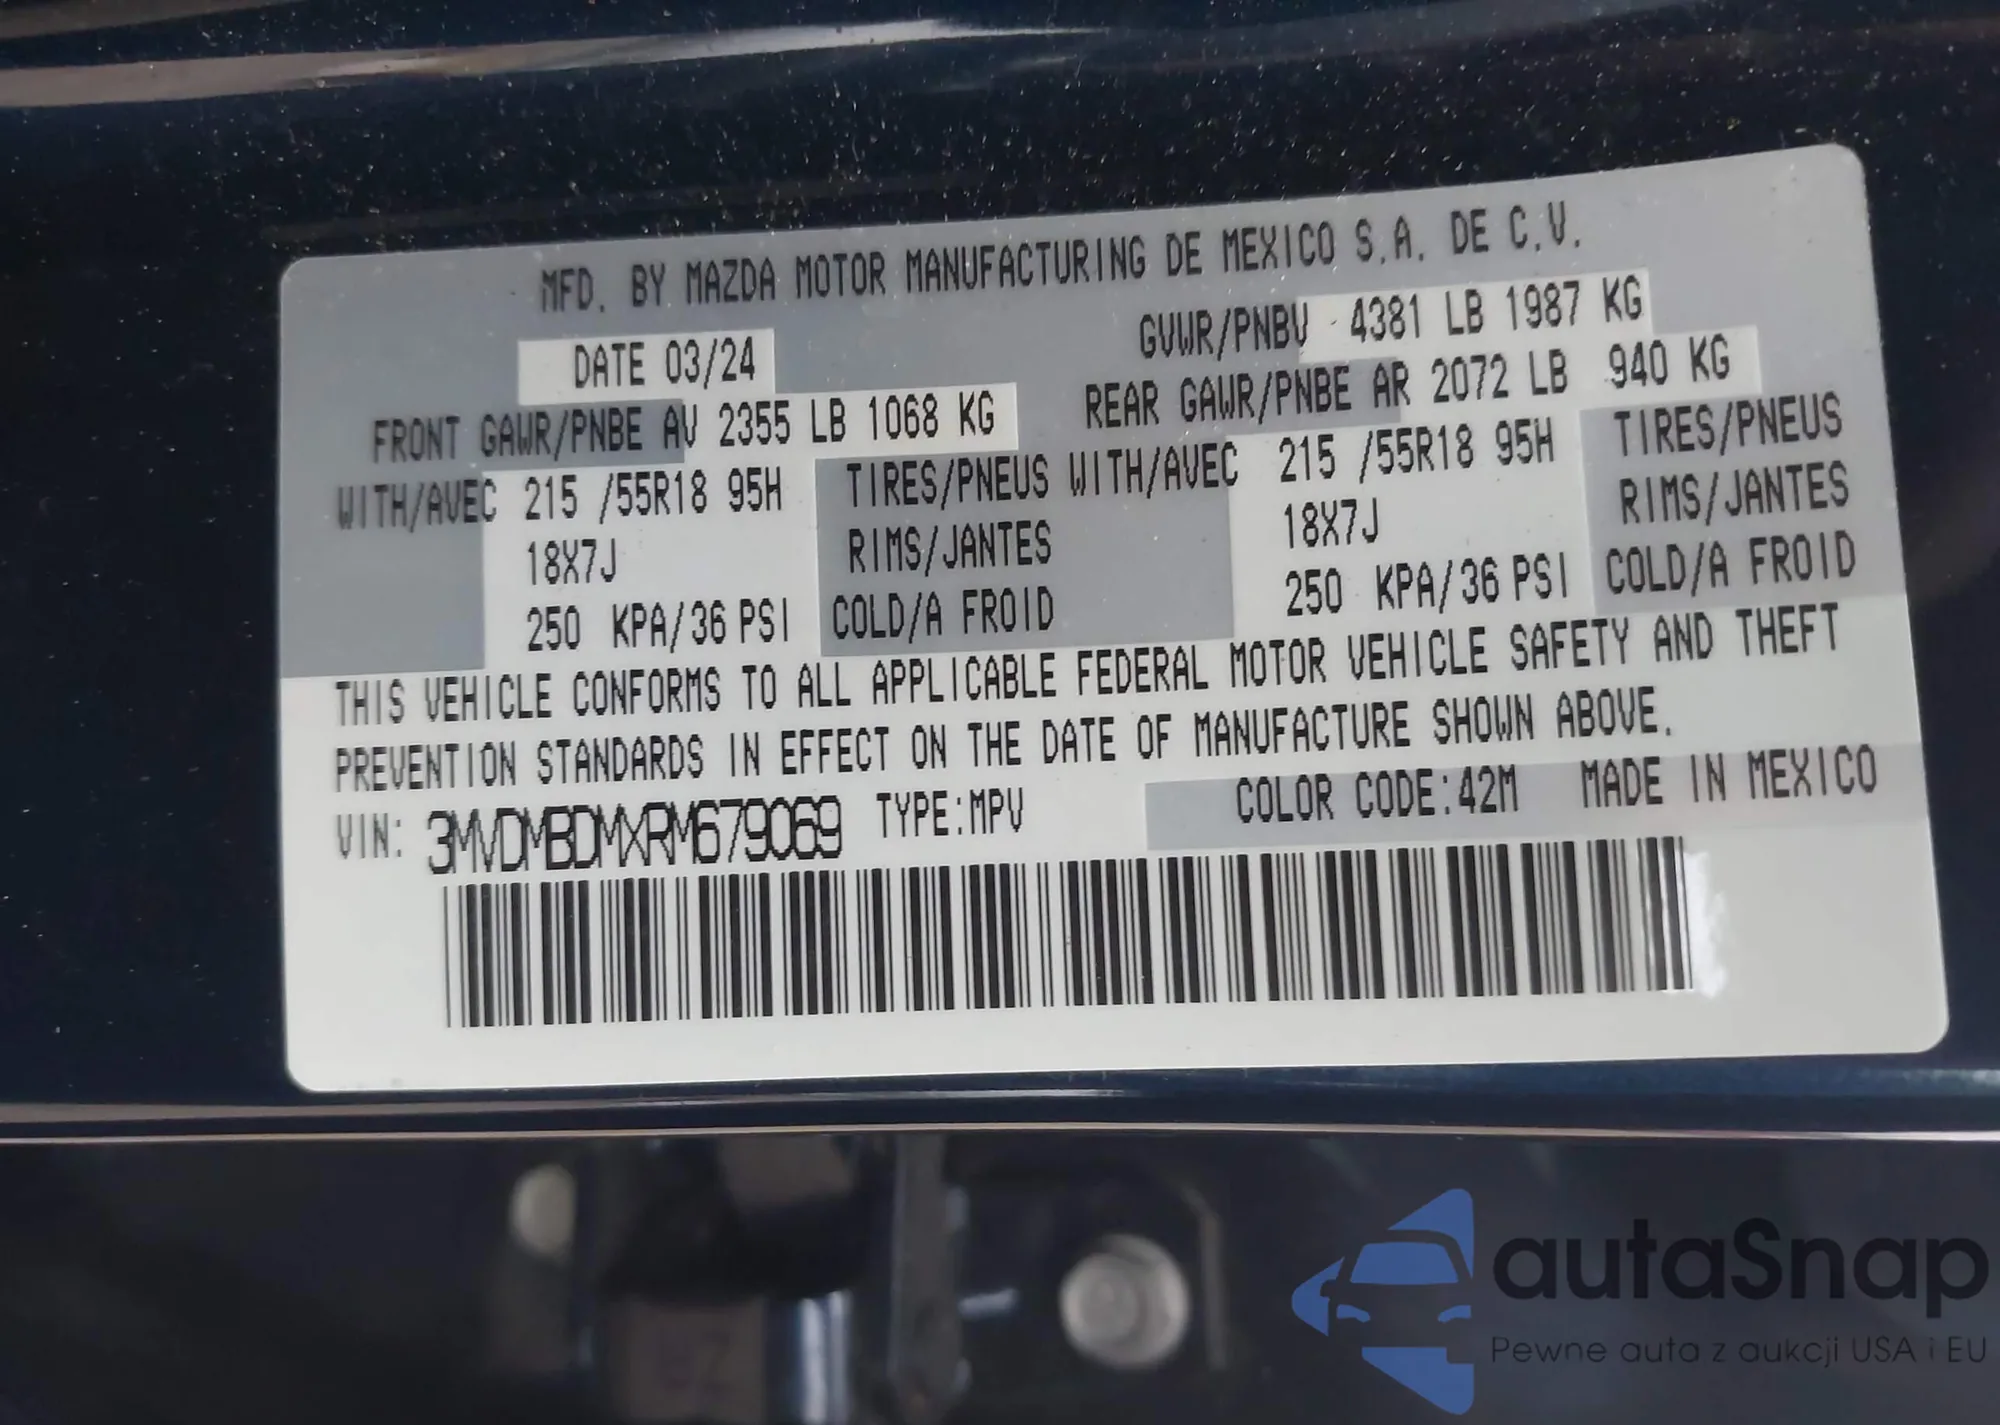 MFD. BY MAZDA MOTOR MANUFACTURING DE MEXICO S.A. DE C.V.
DATE 03/24 GVWR/PNBV 4381 LB 1987 KG
FRONT GAWR/PNBE AV 2355 LB 1068 KG REAR GAWR/PNBE AR 2072 LB 940 KG
WITH/AVEC 215 /55R18 95H TIRES/PNEUS WITH/AVEC 215 /55R18 95H TIRES/PNEUS
18X7J RIMS/JANTES 18X7J RIMS/JANTES
250 KPA/36 PSI COLD/A FROID 250 KPA/36 PSI COLD/A FROID
THIS VEHICLE CONFORMS TO ALL APPLICABLE FEDERAL MOTOR VEHICLE SAFETY AND THEFT
PREVENTION STANDARDS IN EFFECT ON THE DATE OF MANUFACTURE SHOWN ABOVE.
VIN: 3MVDMBDMXRM679069 TYPE:MPV COLOR CODE:42M MADE IN MEXICO
autaSnap
Pewne auta z aukcji USA i EU